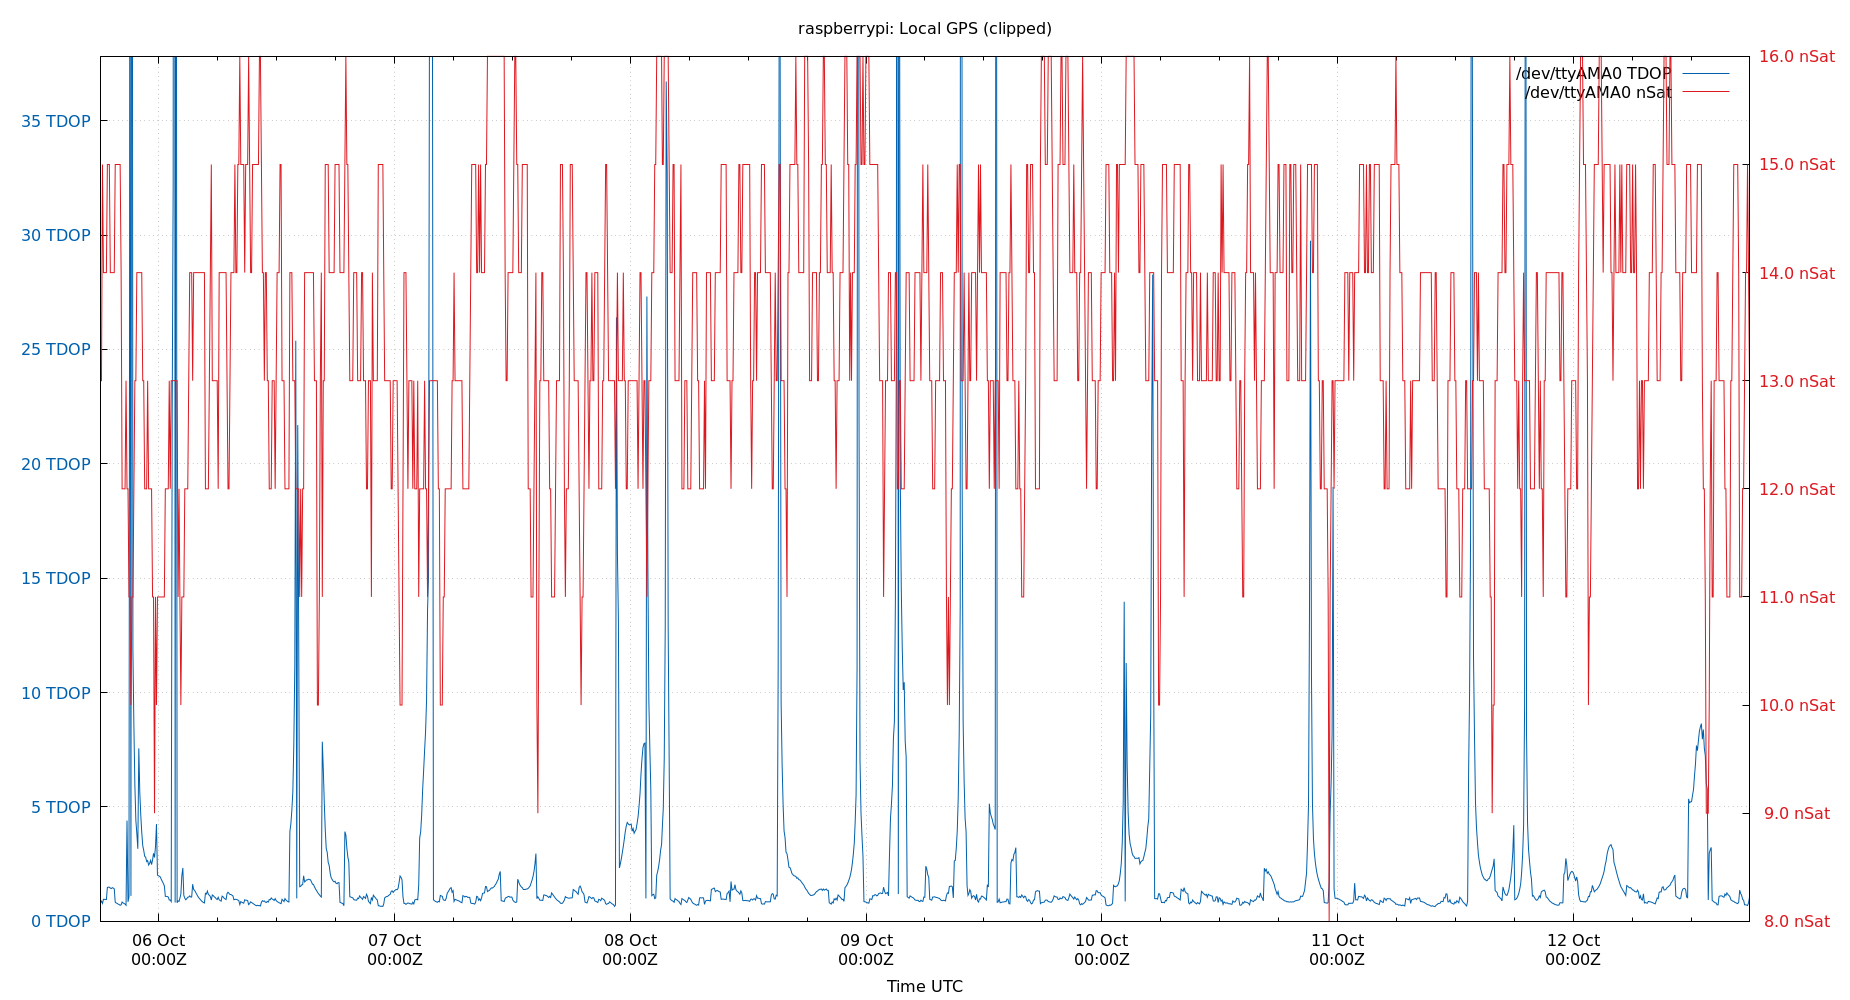 raspberrypi: Local GPS (clipped)
/dev/ttyAMA0 TDOP
/dev/ttyAMA0 nSat
35 TDOP
30 TDOP
25 TDOP
20 TDOP
15 TDOP
10 TDOP
5 TDOP
0 TDOP
16.0 nSat
15.0 nSat
14.0 nSat
13.0 nSat
12.0 nSat
11.0 nSat
10.0 nSat
9.0 nSat
8.0 nSat
06 Oct
00:00Z
07 Oct
00:00Z
08 Oct
00:00Z
09 Oct
00:00Z
10 Oct
00:00Z
11 Oct
00:00Z
12 Oct
00:00Z
Time UTC